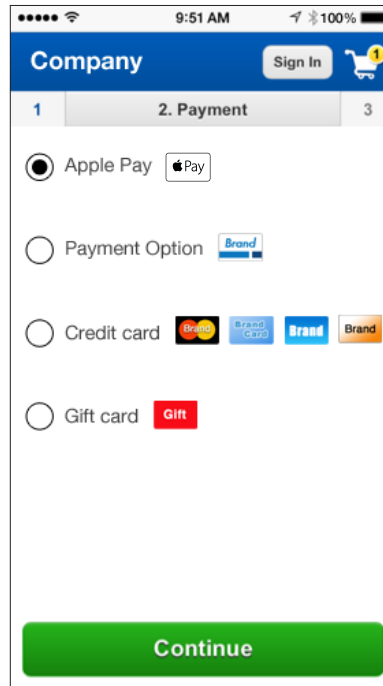 9:51 AM 100%
Company Sign In 1
1 2. Payment 3
Apple Pay Pay
Payment Option Brand
Credit card Brand Brand Card Brand Brand
Gift card Gift
Continue